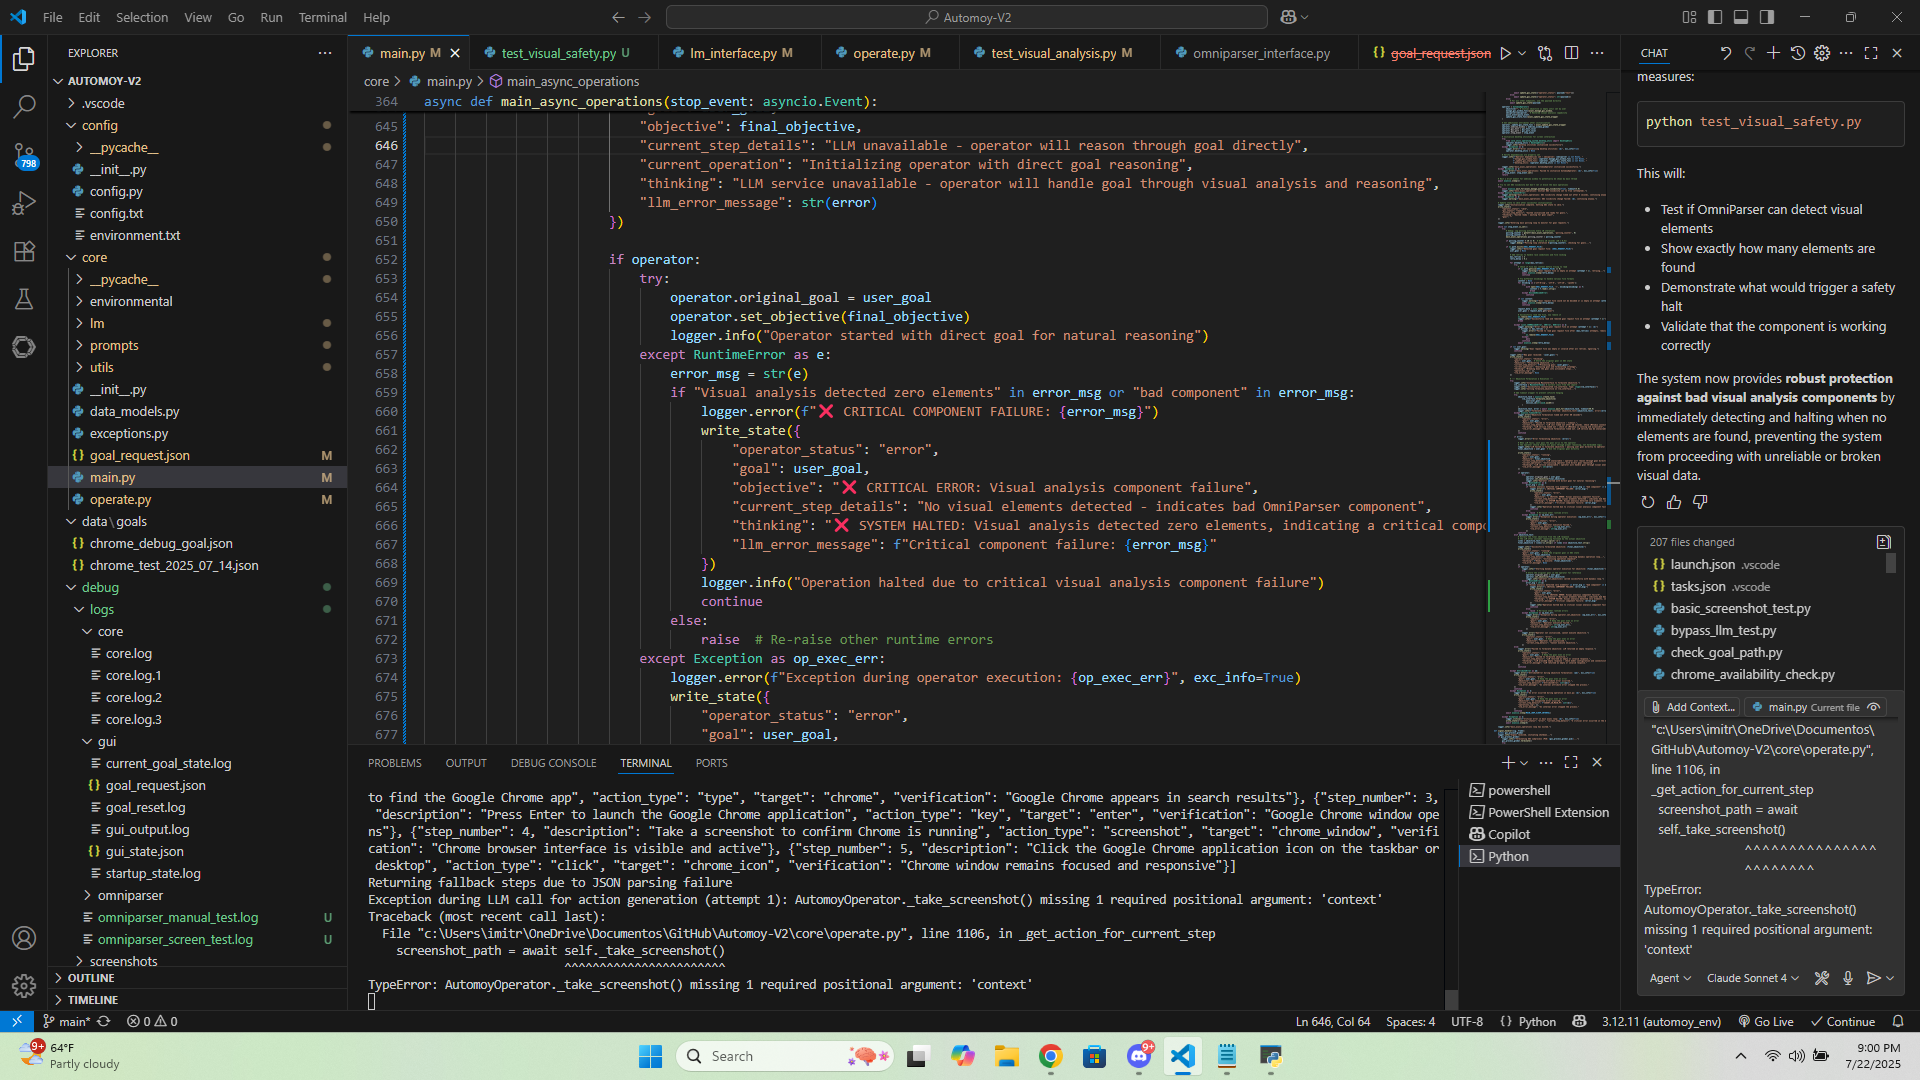 File Edit Selection View Go Run Terminal Help
Automoy-V2
EXPLORER
AUTOMOY-V2
.vscode
config
__pycache__
__init__.py
config.py
config.txt
environment.txt
core
__pycache__
environmental
lm
prompts
utils
__init__.py
data_models.py
exceptions.py
goal_request.json M
main.py M
operate.py M
data\goals
chrome_debug_goal.json
chrome_test_2025_07_14.json
debug
logs
core
core.log
core.log.1
core.log.2
core.log.3
gui
current_goal_state.log
goal_request.json
goal_reset.log
gui_output.log
gui_state.json
startup_state.log
omniparser
omniparser_manual_test.log U
omniparser_screen_test.log U
screenshots
OUTLINE
TIMELINE
798
main.py M
test_visual_safety.py U
lm_interface.py M
operate.py M
test_visual_analysis.py M
omniparser_interface.py
goal_request.json
core > main.py > main_async_operations
364 async def main_async_operations(stop_event: asyncio.Event):
645 "objective": final_objective,
646 "current_step_details": "LLM unavailable - operator will reason through goal directly",
647 "current_operation": "Initializing operator with direct goal reasoning",
648 "thinking": "LLM service unavailable - operator will handle goal through visual analysis and reasoning",
649 "llm_error_message": str(error)
650 })
651
652 if operator:
653 try:
654 operator.original_goal = user_goal
655 operator.set_objective(final_objective)
656 logger.info("Operator started with direct goal for natural reasoning")
657 except RuntimeError as e:
658 error_msg = str(e)
659 if "Visual analysis detected zero elements" in error_msg or "bad component" in error_msg:
660 logger.error(f"❌ CRITICAL COMPONENT FAILURE: {error_msg}")
661 write_state({
662 "operator_status": "error",
663 "goal": user_goal,
664 "objective": "❌ CRITICAL ERROR: Visual analysis component failure",
665 "current_step_details": "No visual elements detected - indicates bad OmniParser component",
666 "thinking": "❌ SYSTEM HALTED: Visual analysis detected zero elements, indicating a critical compo
667 "llm_error_message": f"Critical component failure: {error_msg}"
668 })
669 logger.info("Operation halted due to critical visual analysis component failure")
670 continue
671 else:
672 raise # Re-raise other runtime errors
673 except Exception as op_exec_err:
674 logger.error(f"Exception during operator execution: {op_exec_err}", exc_info=True)
675 write_state({
676 "operator_status": "error",
677 "goal": user_goal,
PROBLEMS OUTPUT DEBUG CONSOLE TERMINAL PORTS
to find the Google Chrome app", "action_type": "type", "target": "chrome", "verification": "Google Chrome appears in search results"}, {"step_number": 3,
"description": "Press Enter to launch the Google Chrome application", "action_type": "key", "target": "enter", "verification": "Google Chrome window ope
ns"}, {"step_number": 4, "description": "Take a screenshot to confirm Chrome is running", "action_type": "screenshot", "target": "chrome_window", "verifi
cation": "Chrome browser interface is visible and active"}, {"step_number": 5, "description": "Click the Google Chrome application icon on the taskbar or
desktop", "action_type": "click", "target": "chrome_icon", "verification": "Chrome window remains focused and responsive"}]
Returning fallback steps due to JSON parsing failure
Exception during LLM call for action generation (attempt 1): AutomoyOperator._take_screenshot() missing 1 required positional argument: 'context'
Traceback (most recent call last):
File "c:\Users\imitr\OneDrive\Documentos\GitHub\Automoy-V2\core\operate.py", line 1106, in _get_action_for_current_step
screenshot_path = await self._take_screenshot()
^^^^^^^^^^^^^^^^^^^^^^^
TypeError: AutomoyOperator._take_screenshot() missing 1 required positional argument: 'context'
powershell
PowerShell Extension
Copilot
Python
CHAT
measures:
python test_visual_safety.py
This will:
• Test if OmniParser can detect visual
elements
• Show exactly how many elements are
found
• Demonstrate what would trigger a safety
halt
• Validate that the component is working
correctly
The system now provides robust protection
against bad visual analysis components by
immediately detecting and halting when no
elements are found, preventing the system
from proceeding with unreliable or broken
visual data.
207 files changed
launch.json .vscode
tasks.json .vscode
basic_screenshot_test.py
bypass_llm_test.py
check_goal_path.py
chrome_availability_check.py
Add Context... main.py Current file
"c:\Users\imitr\OneDrive\Documentos\
GitHub\Automoy-V2\core\operate.py",
line 1106, in
_get_action_for_current_step
screenshot_path = await
self._take_screenshot()
^^^^^^^^^^^^^^^
^^^^^^^^
TypeError:
AutomoyOperator._take_screenshot()
missing 1 required positional argument:
'context'
Agent Claude Sonnet 4
main* 0 0
Ln 646, Col 64 Spaces: 4 UTF-8 {} Python 3.12.11 (automoy_env) Go Live Continue
9+
64°F
Partly cloudy
Search
9+
9:00 PM
7/22/2025